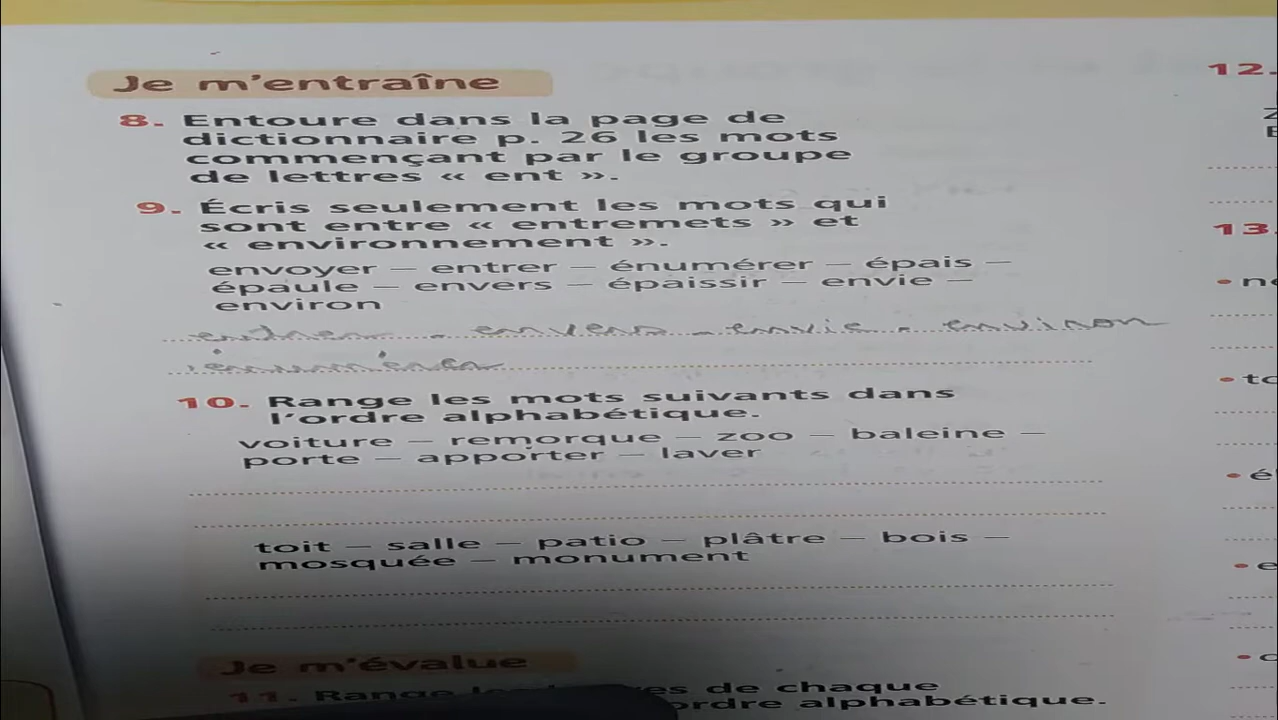 Je m'entraîne
8. Entoure dans la page de
dictionnaire p. 26 les mots
commençant par le groupe
de lettres « ent ».
9. Écris seulement les mots qui
sont entre « entremets » et
« environnement ».
envoyer – entrer – énumérer – épais –
épaule – envers – épaissir – envie –
environ
entrer - envers - envie - environ
énumérer
10. Range les mots suivants dans
l'ordre alphabétique.
voiture – remorque – zoo – baleine –
porte – apporter – laver
toit – salle – patio – plâtre – bois –
mosquée – monument
Je m'évalue
11. Range de chaque
ordre alphabétique.
12.
13.